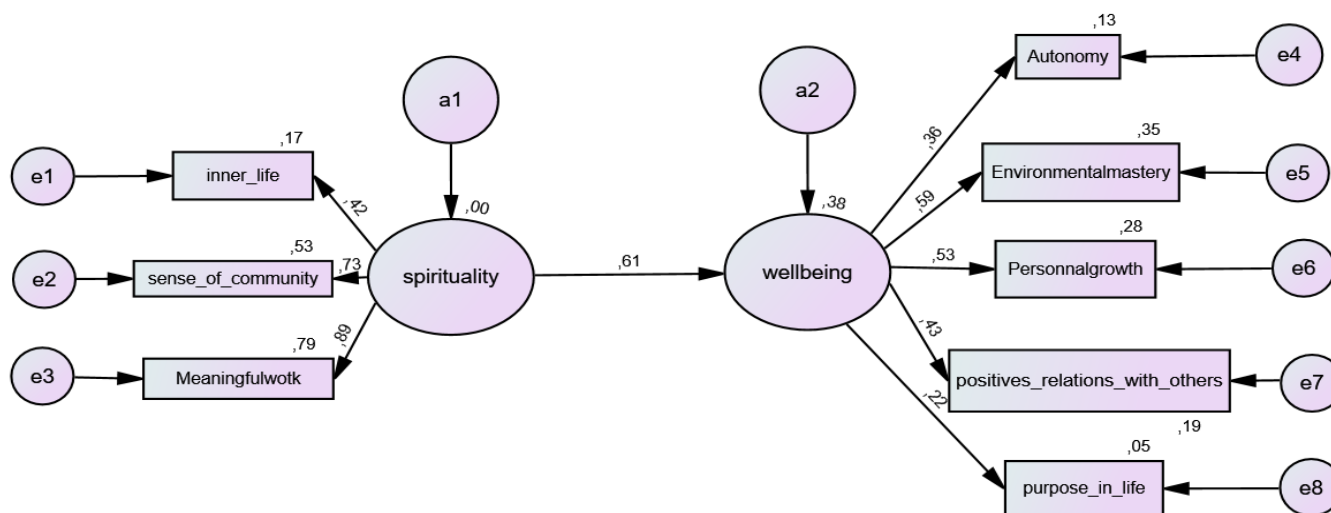 ,13
Autonomy
e4
a1
a2
,36
,17
,35
e1
inner_life
,42
Environmentalmastery
e5
,59
,00
,38
,53
,73
,61
,53
,28
e2
sense_of_community
spirituality
wellbeing
Personnalgrowth
e6
,89
,43
,79
e3
Meaningfulwotk
positives_relations_with_others
e7
,22
,19
,05
purpose_in_life
e8